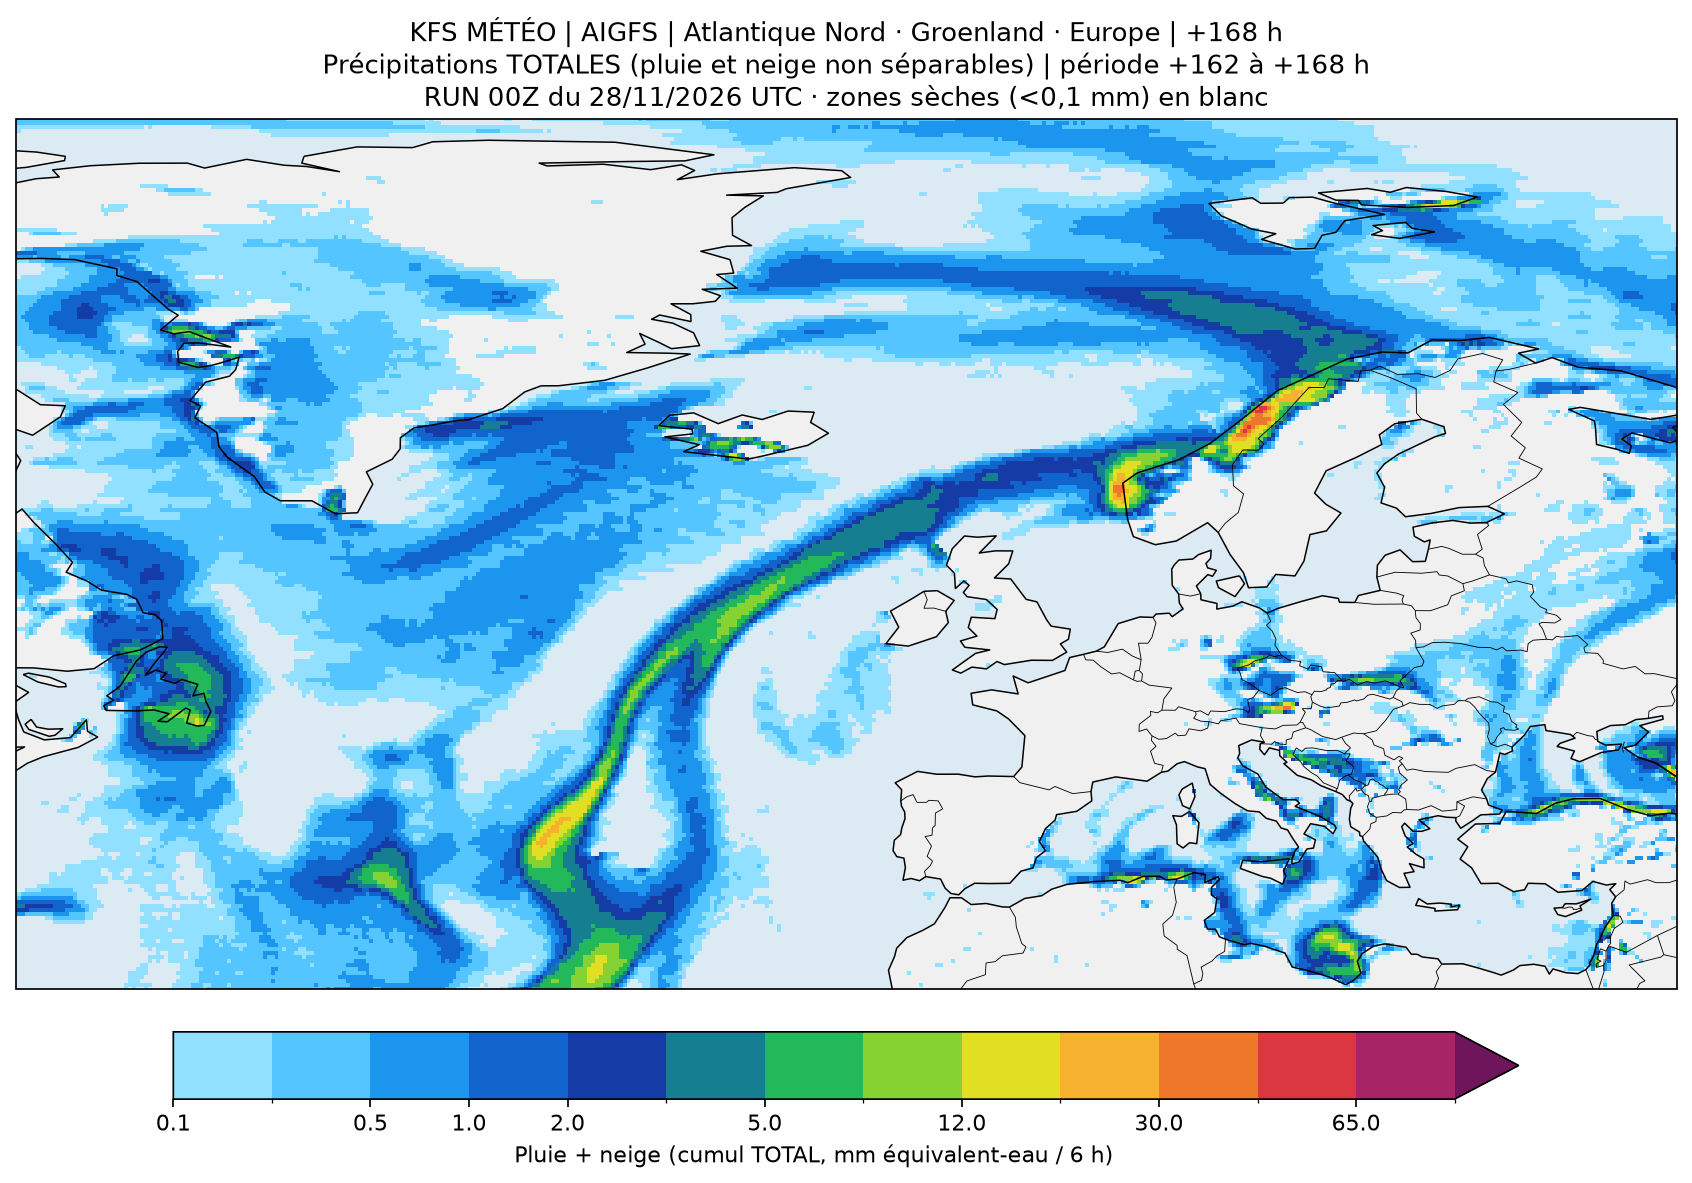 KFS MÉTÉO | AIGFS | Atlantique Nord · Groenland · Europe | +168 h
Précipitations TOTALES (pluie et neige non séparables) | période +162 à +168 h
RUN 00Z du 28/11/2026 UTC · zones sèches (<0,1 mm) en blanc
0.1 0.5 1.0 2.0 5.0 12.0 30.0 65.0
Pluie + neige (cumul TOTAL, mm équivalent-eau / 6 h)